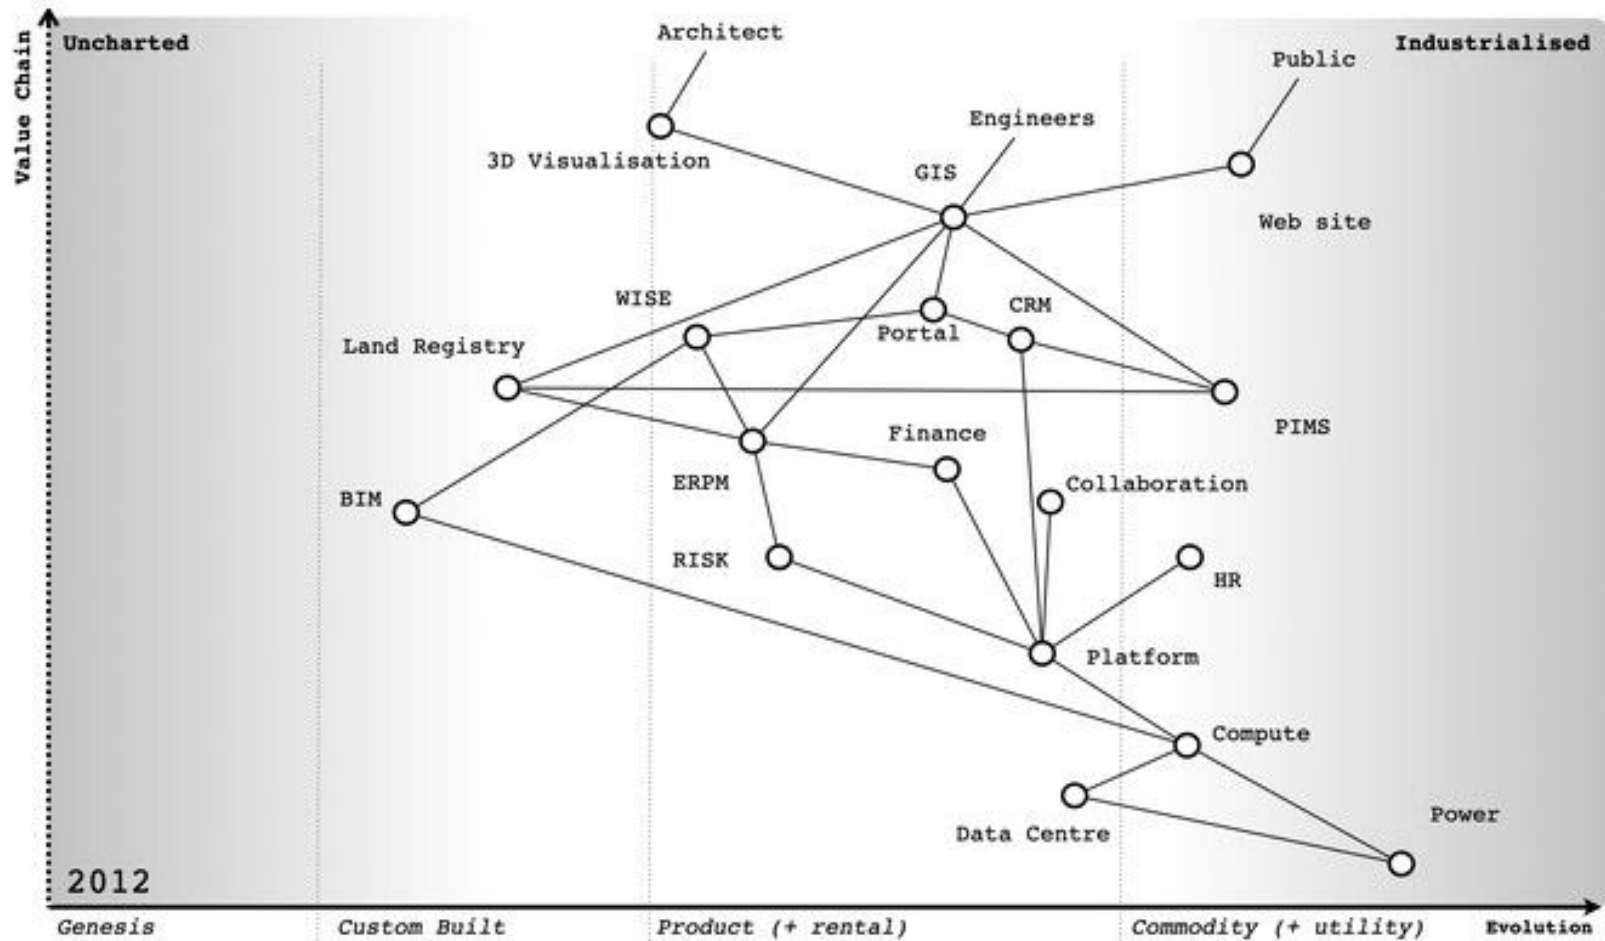 Architect
Uncharted
Industrialised
Public
Value Chain
Engineers
3D Visualisation
GIS
Web site
WISE
CRM
Portal
Land Registry
PIMS
Finance
ERPM
Collaboration
BIM
RISK
HR
Platform
Compute
Power
Data Centre
2012
Genesis
Custom Built
Product (+ rental)
Commodity (+ utility)
Evolution